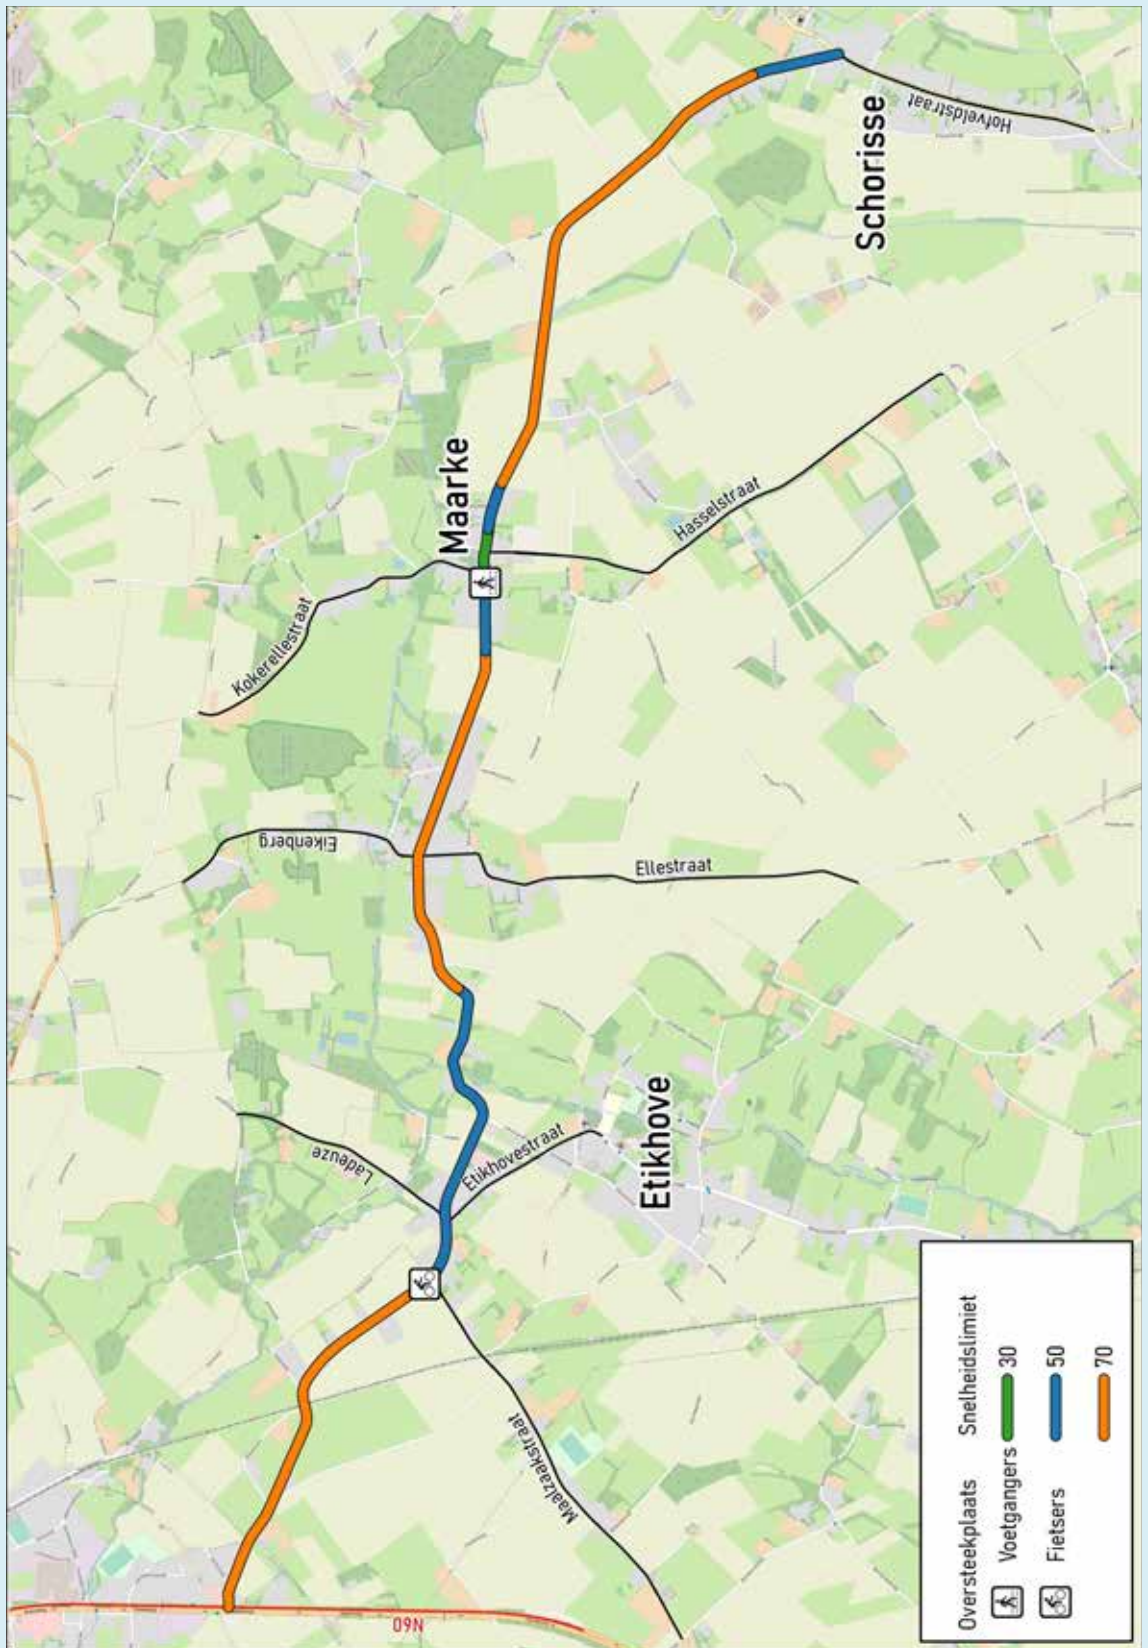 N60
Maalzaakstraat
Ladeuze
Etikhovestraat
Etikhove
Eikenberg
Ellestraat
Kokerellestraat
Maarke
Hasselstraat
Schorisse
Hofveldstraat
Oversteekplaats
Voetgangers
Fietsers
Snelheidslimiet
30
50
70